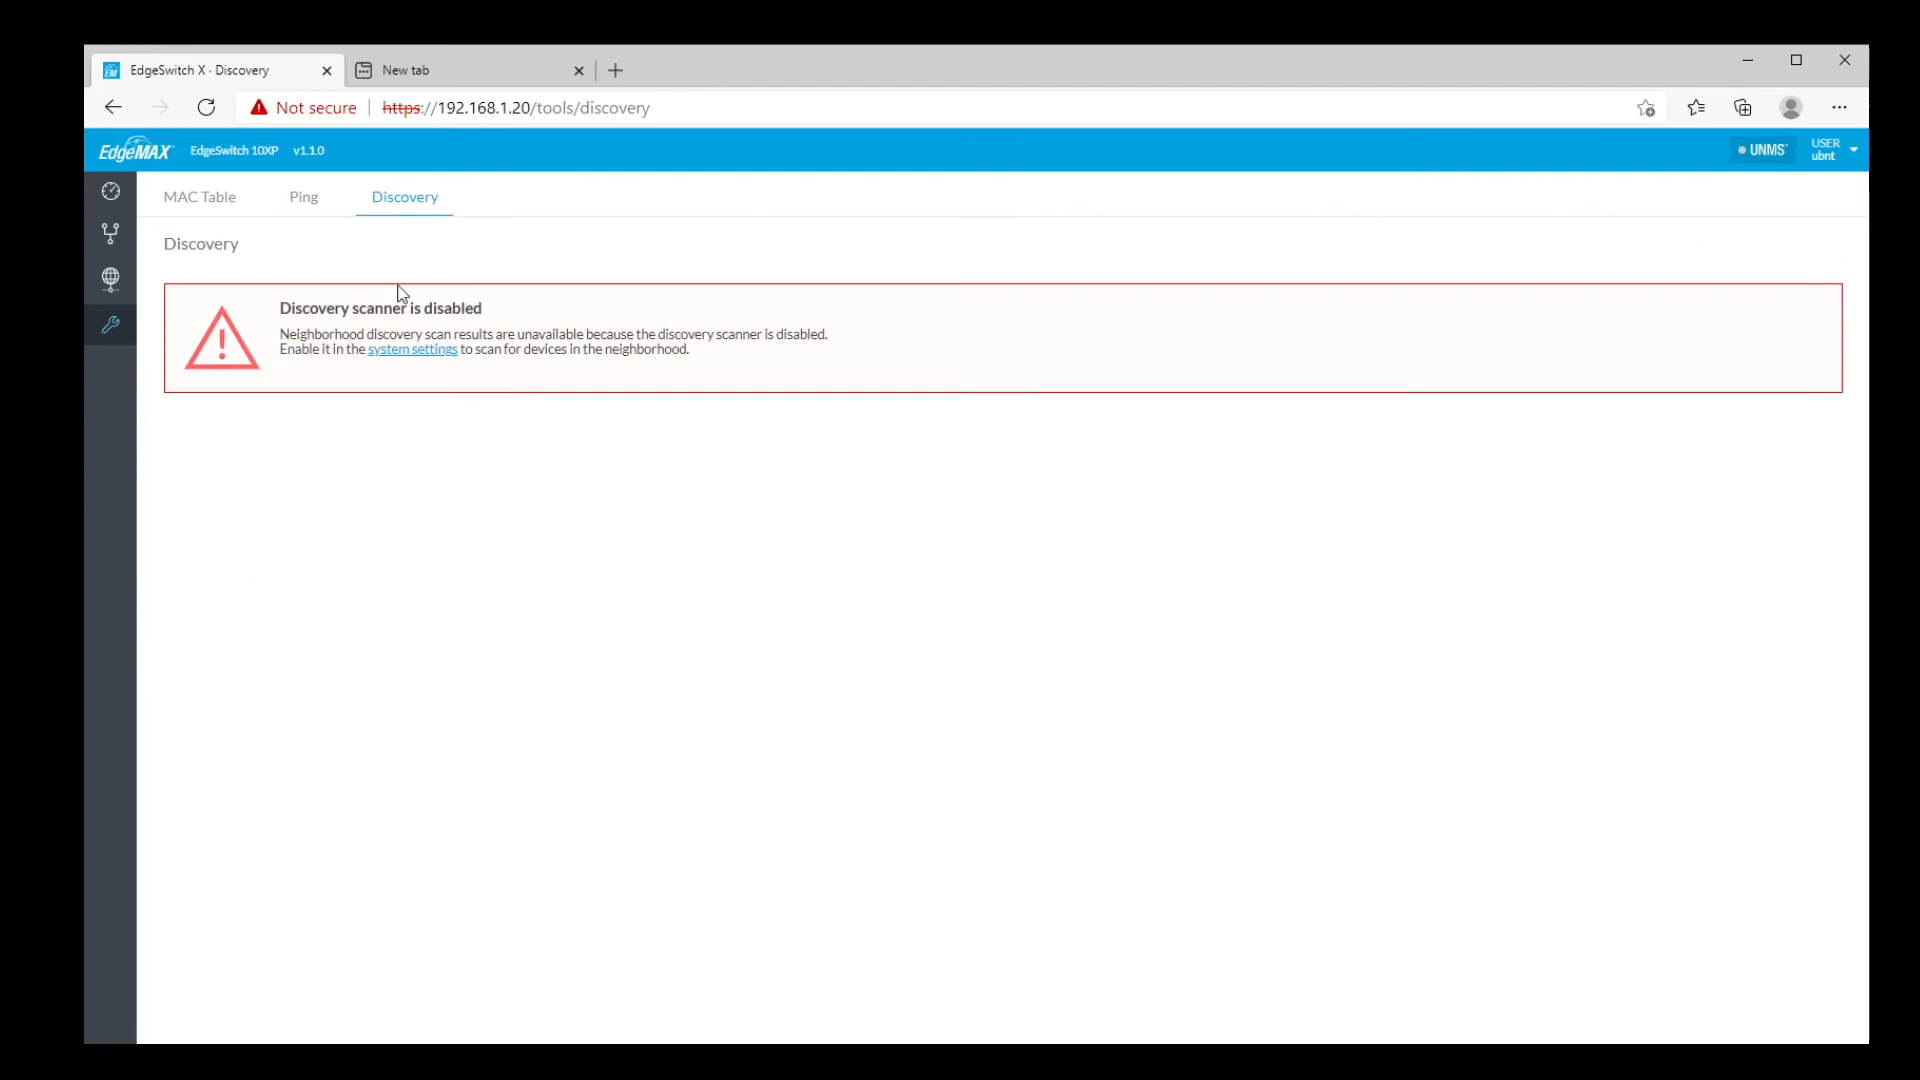 EdgeSwitch X - Discovery
New tab
Not secure
https://192.168.1.20/tools/discovery
EdgeMAX
EdgeSwitch 10XP
v1.1.0
UNMS
USER
ubnt
MAC Table
Ping
Discovery
Discovery
Discovery scanner is disabled
Neighborhood discovery scan results are unavailable because the discovery scanner is disabled.
Enable it in the system settings to scan for devices in the neighborhood.